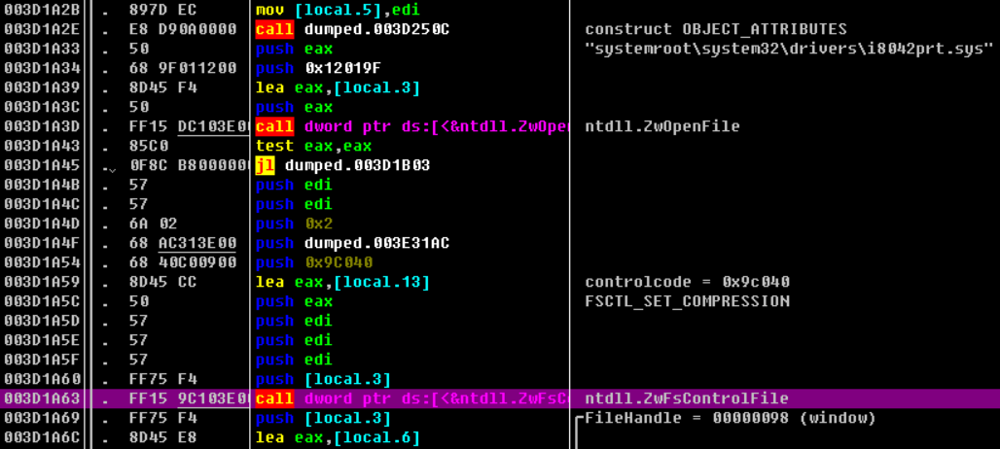 003D1A2B . 897D EC mov [local.5],edi
003D1A2E . E8 D90A0000 call dumped.003D250C construct OBJECT_ATTRIBUTES
003D1A33 . 50 push eax "systemroot\system32\drivers\i8042prt.sys"
003D1A34 . 68 9F011200 push 0x12019F
003D1A39 . 8D45 F4 lea eax,[local.3]
003D1A3C . 50 push eax
003D1A3D . FF15 DC103E00 call dword ptr ds:[<&ntdll.ZwOpen ntdll.ZwOpenFile
003D1A43 . 85C0 test eax,eax
003D1A45 . 0F8C B8000000 jl dumped.003D1B03
003D1A4B . 57 push edi
003D1A4C . 57 push edi
003D1A4D . 6A 02 push 0x2
003D1A4F . 68 AC313E00 push dumped.003E31AC
003D1A54 . 68 40C00900 push 0x9C040
003D1A59 . 8D45 CC lea eax,[local.13] controlcode = 0x9c040
003D1A5C . 50 push eax FSCTL_SET_COMPRESSION
003D1A5D . 57 push edi
003D1A5E . 57 push edi
003D1A5F . 57 push edi
003D1A60 . FF75 F4 push [local.3]
003D1A63 . FF15 9C103E00 call dword ptr ds:[<&ntdll.ZwFsC ntdll.ZwFsControlFile
003D1A69 . FF75 F4 push [local.3] FileHandle = 00000098 (window)
003D1A6C . 8D45 E8 lea eax,[local.6]